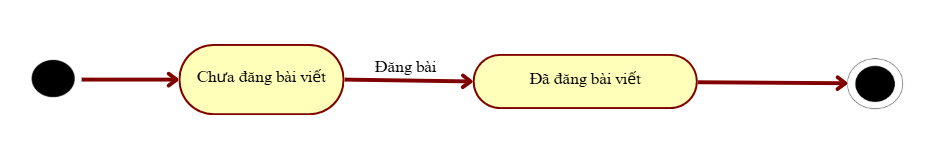 Chưa đăng bài viết
Đăng bài
Đã đăng bài viết